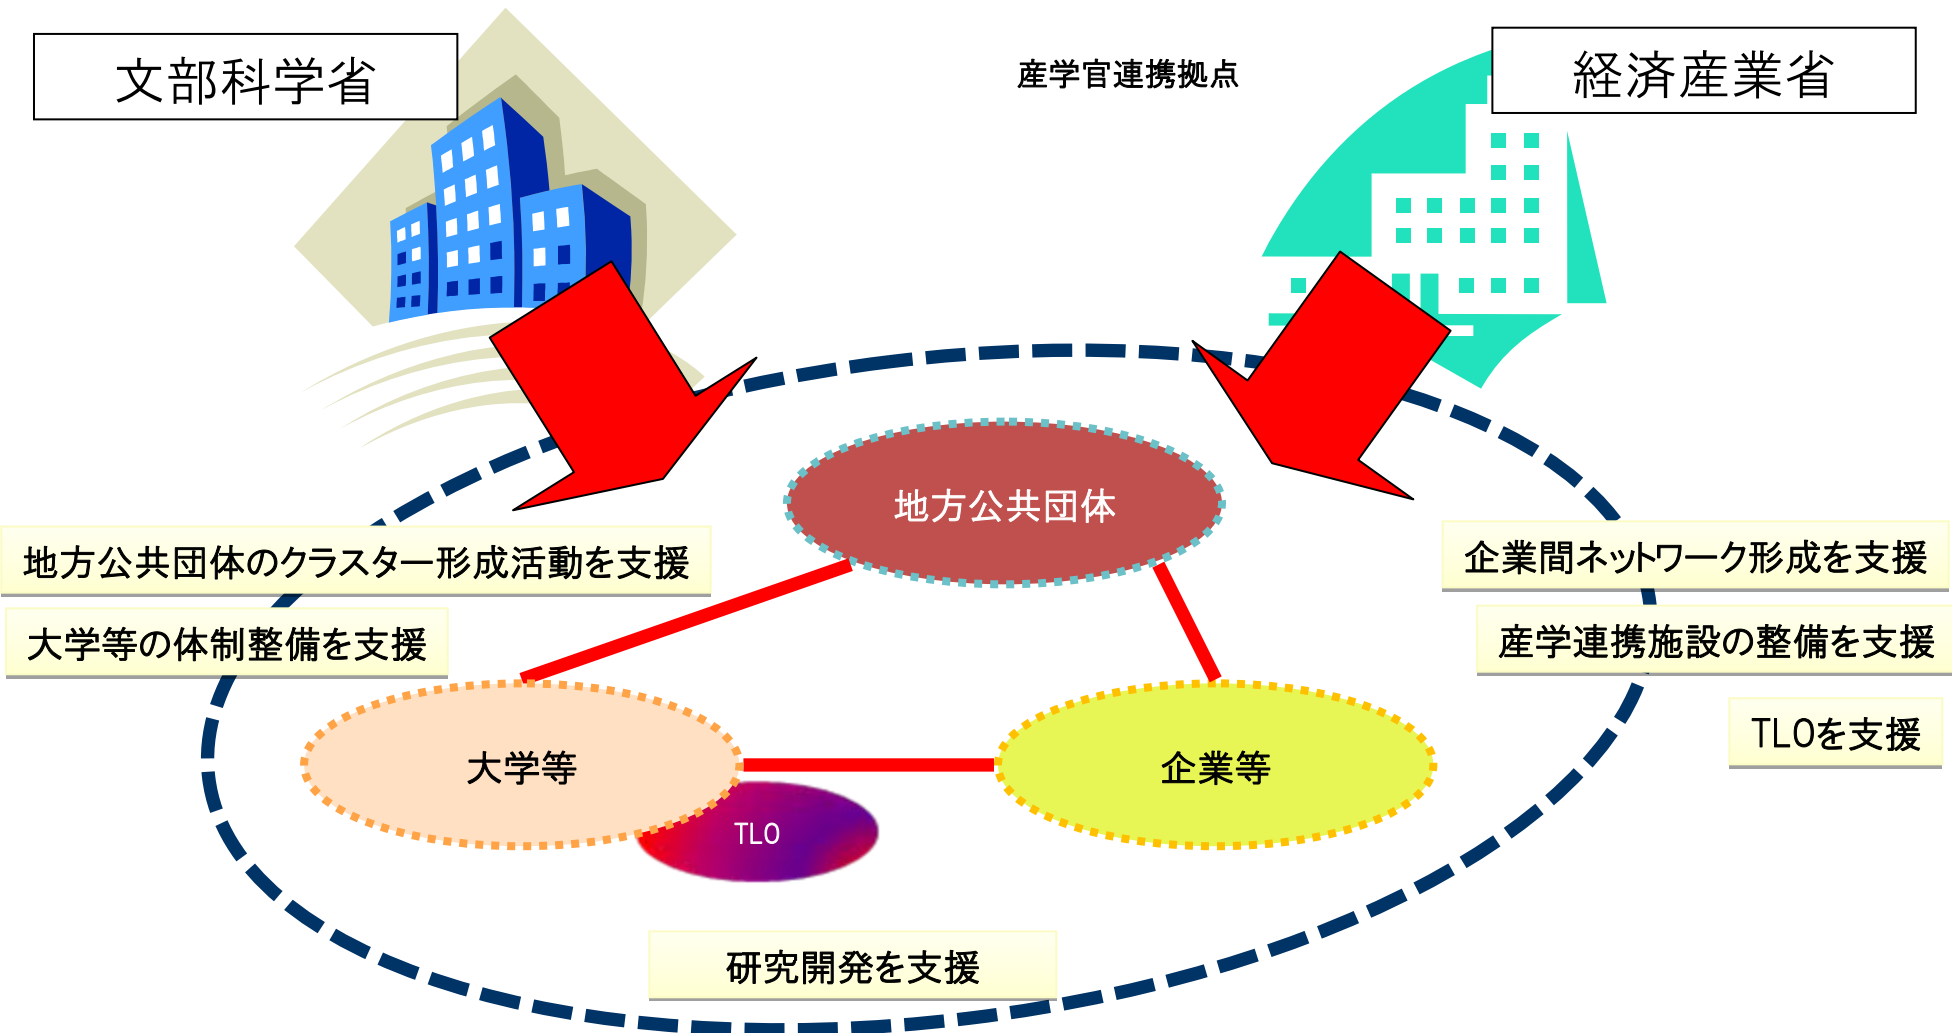 文部科学省
産学官連携拠点
経済産業省
地方公共団体
地方公共団体のクラスター形成活動を支援
企業間ネットワーク形成を支援
大学等の体制整備を支援
産学連携施設の整備を支援
TLOを支援
大学等
企業等
TLO
研究開発を支援